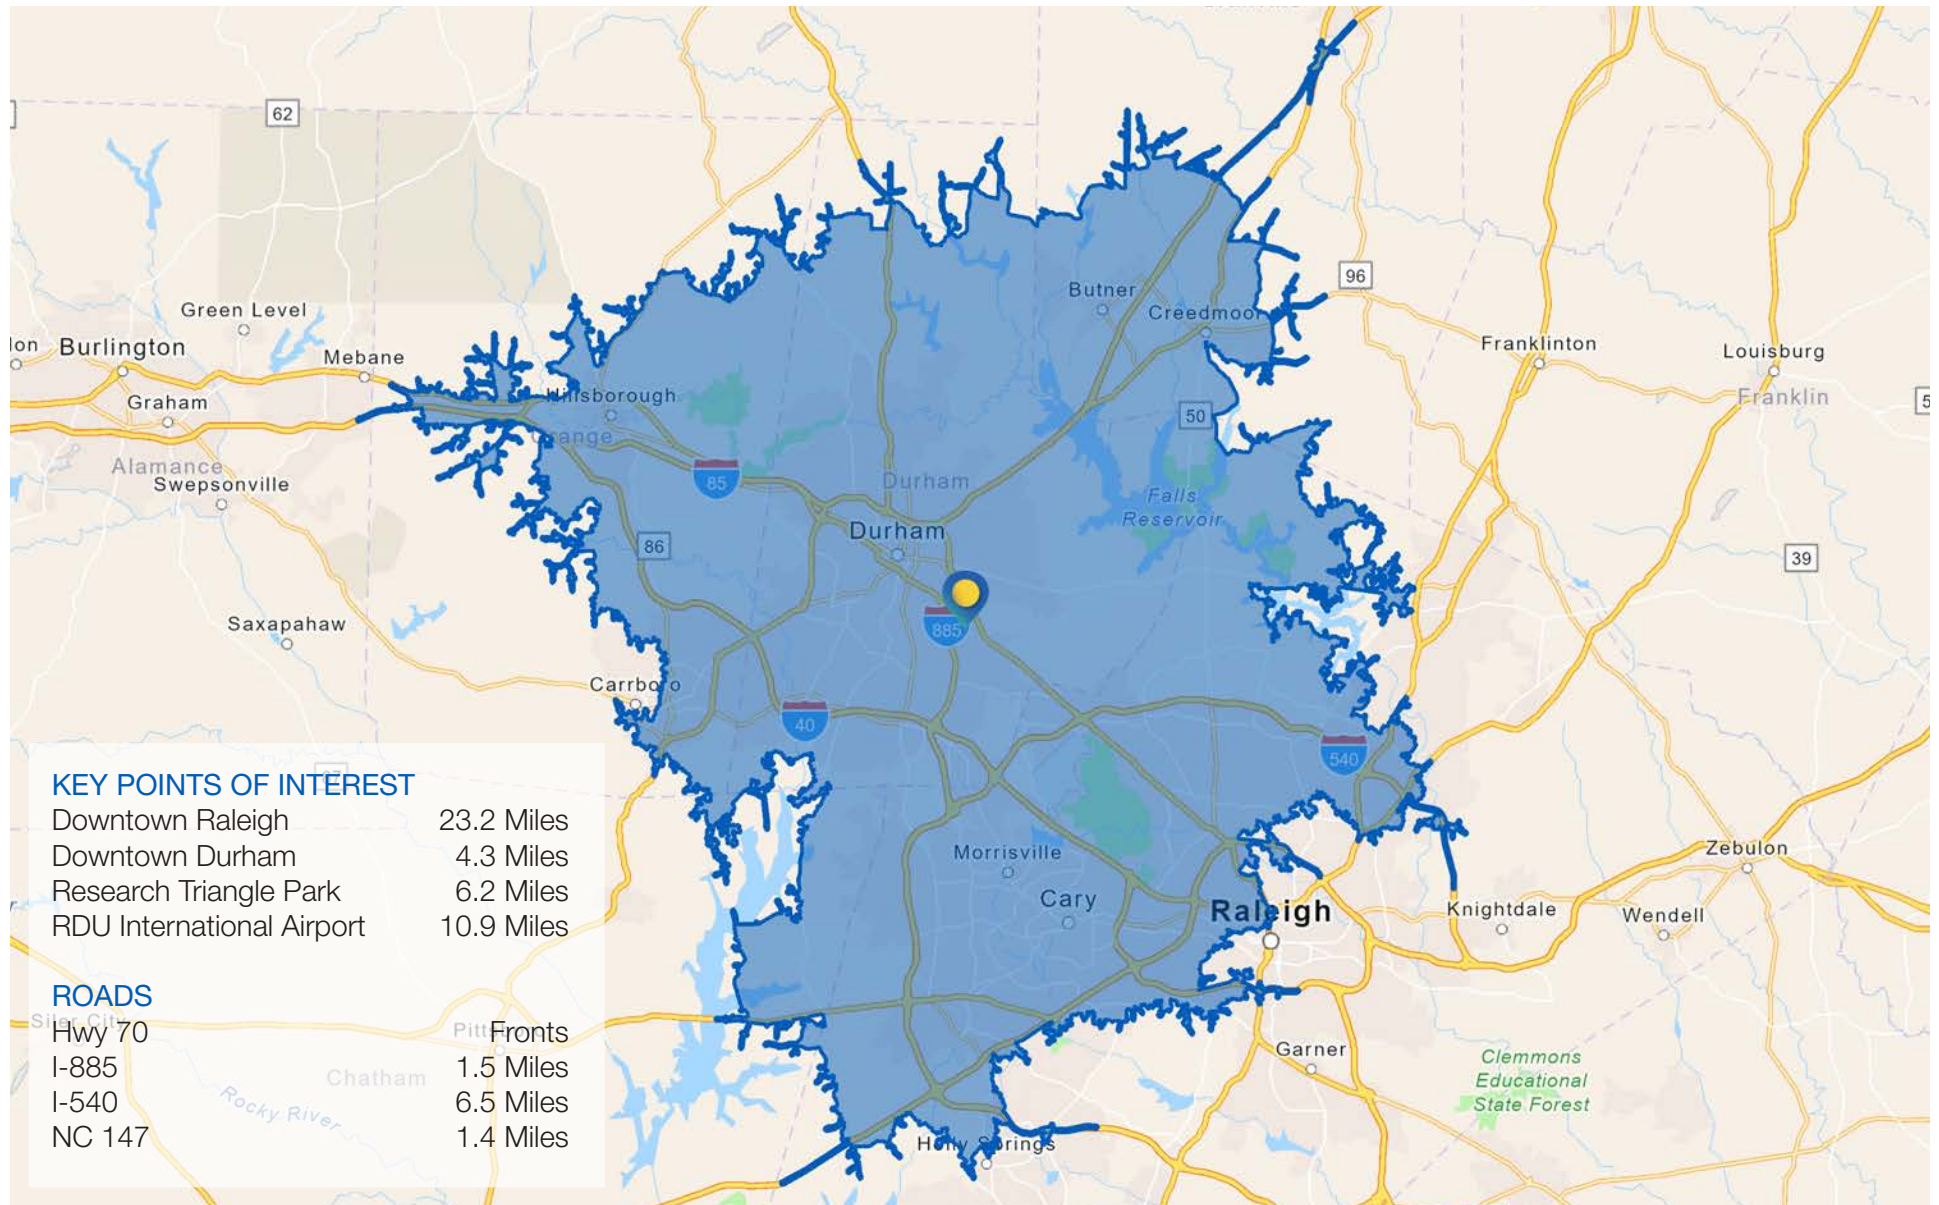 62
96
Butner
Creedmoor
Green Level
Burlington
Mebane
Franklinton
Louisburg
Graham
Hillsborough
Franklin
50
Orange
Alamance
85
Durham
Swepsonville
Falls
Reservoir
Durham
86
39
Saxapahaw
885
Carrboro
40
540
KEY POINTS OF INTEREST
Downtown Raleigh 23.2 Miles
Downtown Durham 4.3 Miles
Research Triangle Park 6.2 Miles
RDU International Airport 10.9 Miles
Morrisville
Zebulon
Cary
Raleigh
Knightdale
Wendell
ROADS
Siler City
Hwy 70 Fronts
I-885 1.5 Miles
I-540 6.5 Miles
NC 147 1.4 Miles
Chatham
Rocky River
Garner
Clemmons
Educational
State Forest
Holly Springs